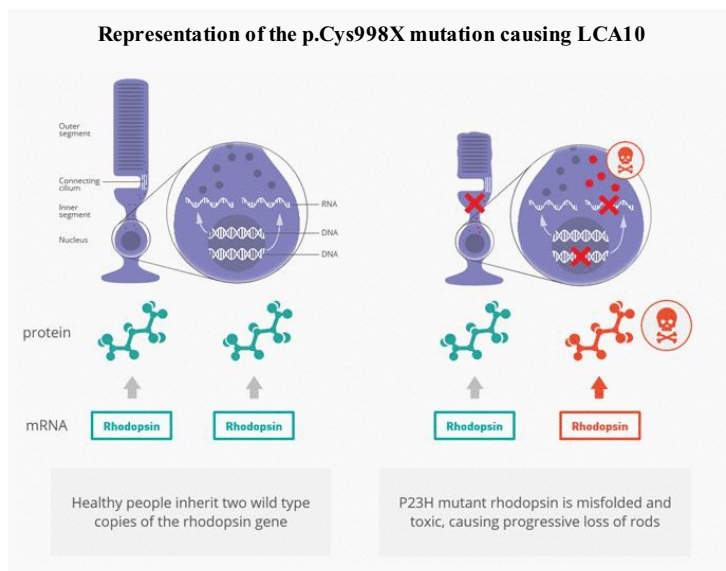 Representation of the p.Cys998X mutation causing LCA10
Outer
segment
Connecting
cilium
Inner
segment
Nucleus
RNA
DNA
DNA
protein
mRNA
Rhodopsin
Rhodopsin
Rhodopsin
Rhodopsin
Healthy people inherit two wild type
copies of the rhodopsin gene
P23H mutant rhodopsin is misfolded and
toxic, causing progressive loss of rods